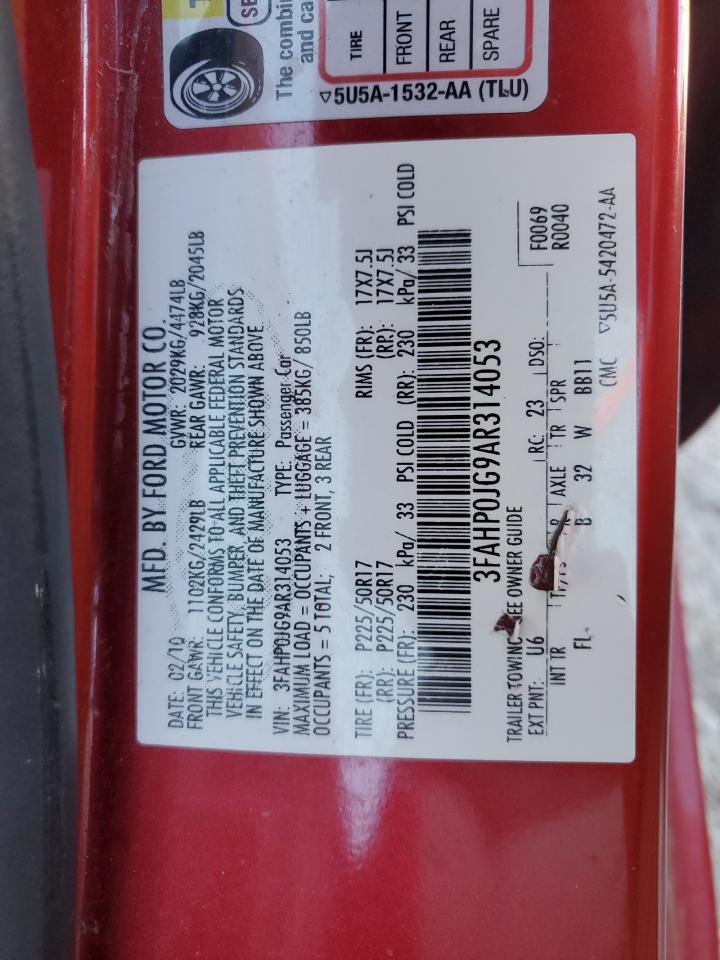 The combin
and ca
TIRE
FRONT
REAR
SPARE
▽5U5A-1532-AA (TLU)
MFD. BY FORD MOTOR CO.
DATE: 02/10 GVWR: 2029KG/4474LB
FRONT GAWR: 1102KG/2429LB REAR GAWR: 928KG/2045LB
THIS VEHICLE CONFORMS TO ALL APPLICABLE FEDERAL MOTOR
VEHICLE SAFETY, BUMPER, AND THEFT PREVENTION STANDARDS
IN EFFECT ON THE DATE OF MANUFACTURE SHOWN ABOVE
VIN: 3FAHP0JG9AR314053 TYPE: Passenger Car
MAXIMUM LOAD = OCCUPANTS + LUGGAGE = 385KG/ 850LB
OCCUPANTS = 5 TOTAL; 2 FRONT, 3 REAR
TIRE (FR): P225/50R17 RIMS (FR): 17X7.5J
(RR): P225/50R17 (RR): 17X7.5J
PRESSURE (FR): 230 kPa/ 33 PSI COLD (RR): 230 kPa/ 33 PSI COLD
3FAHP0JG9AR314053
TRAILER TOWING SEE OWNER GUIDE
EXT PNT: U6 RC: 23 DSO: F0069
INT TR R AXLE TR SPR R0040
FL B 32 W BB11
CMC ▽5U5A-5420472-AA